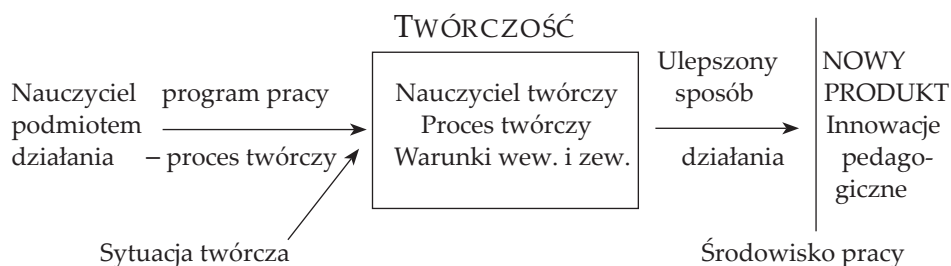 TWÓRCZOŚĆ
Nauczyciel
podmiotem
działania
program pracy
– proces twórczy
Sytuacja twórcza
Nauczyciel twórczy
Proces twórczy
Warunki wew. i zew.
Ulepszony
sposób
działania
NOWY
PRODUKT
Innowacje
pedago-
giczne
Środowisko pracy